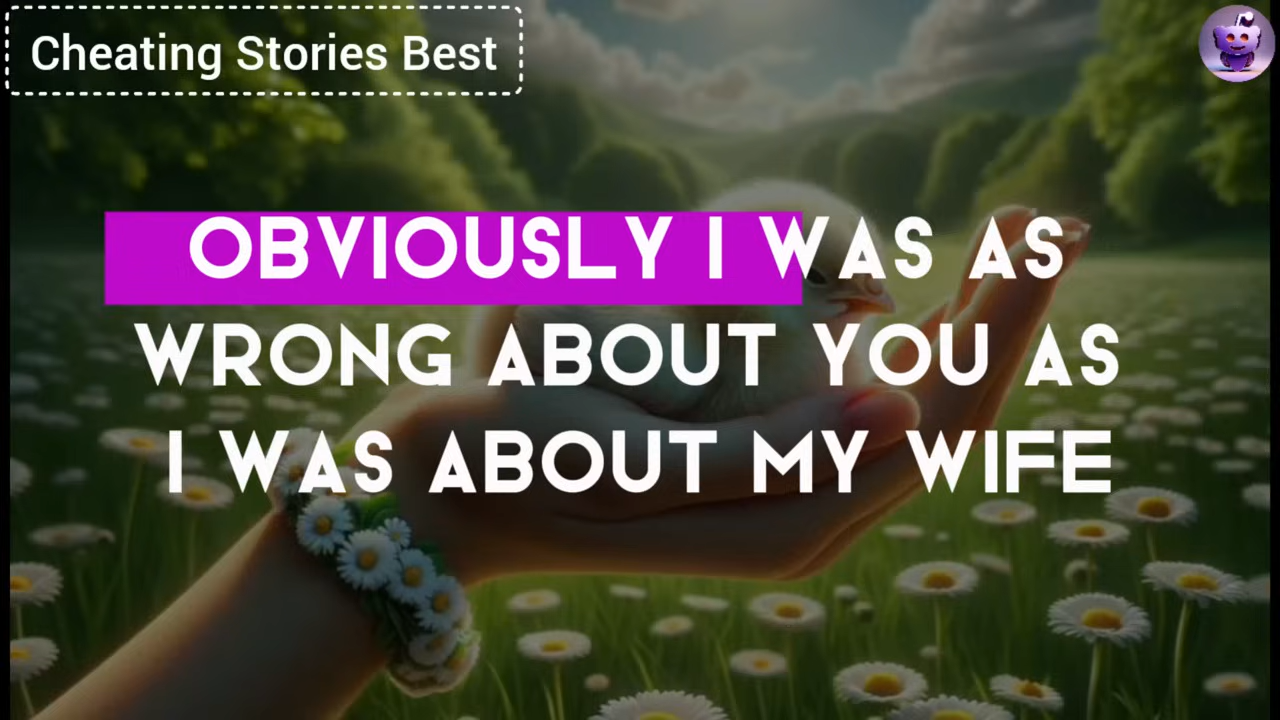 Cheating Stories Best
OBVIOUSLY I WAS AS
WRONG ABOUT YOU AS
I WAS ABOUT MY WIFE